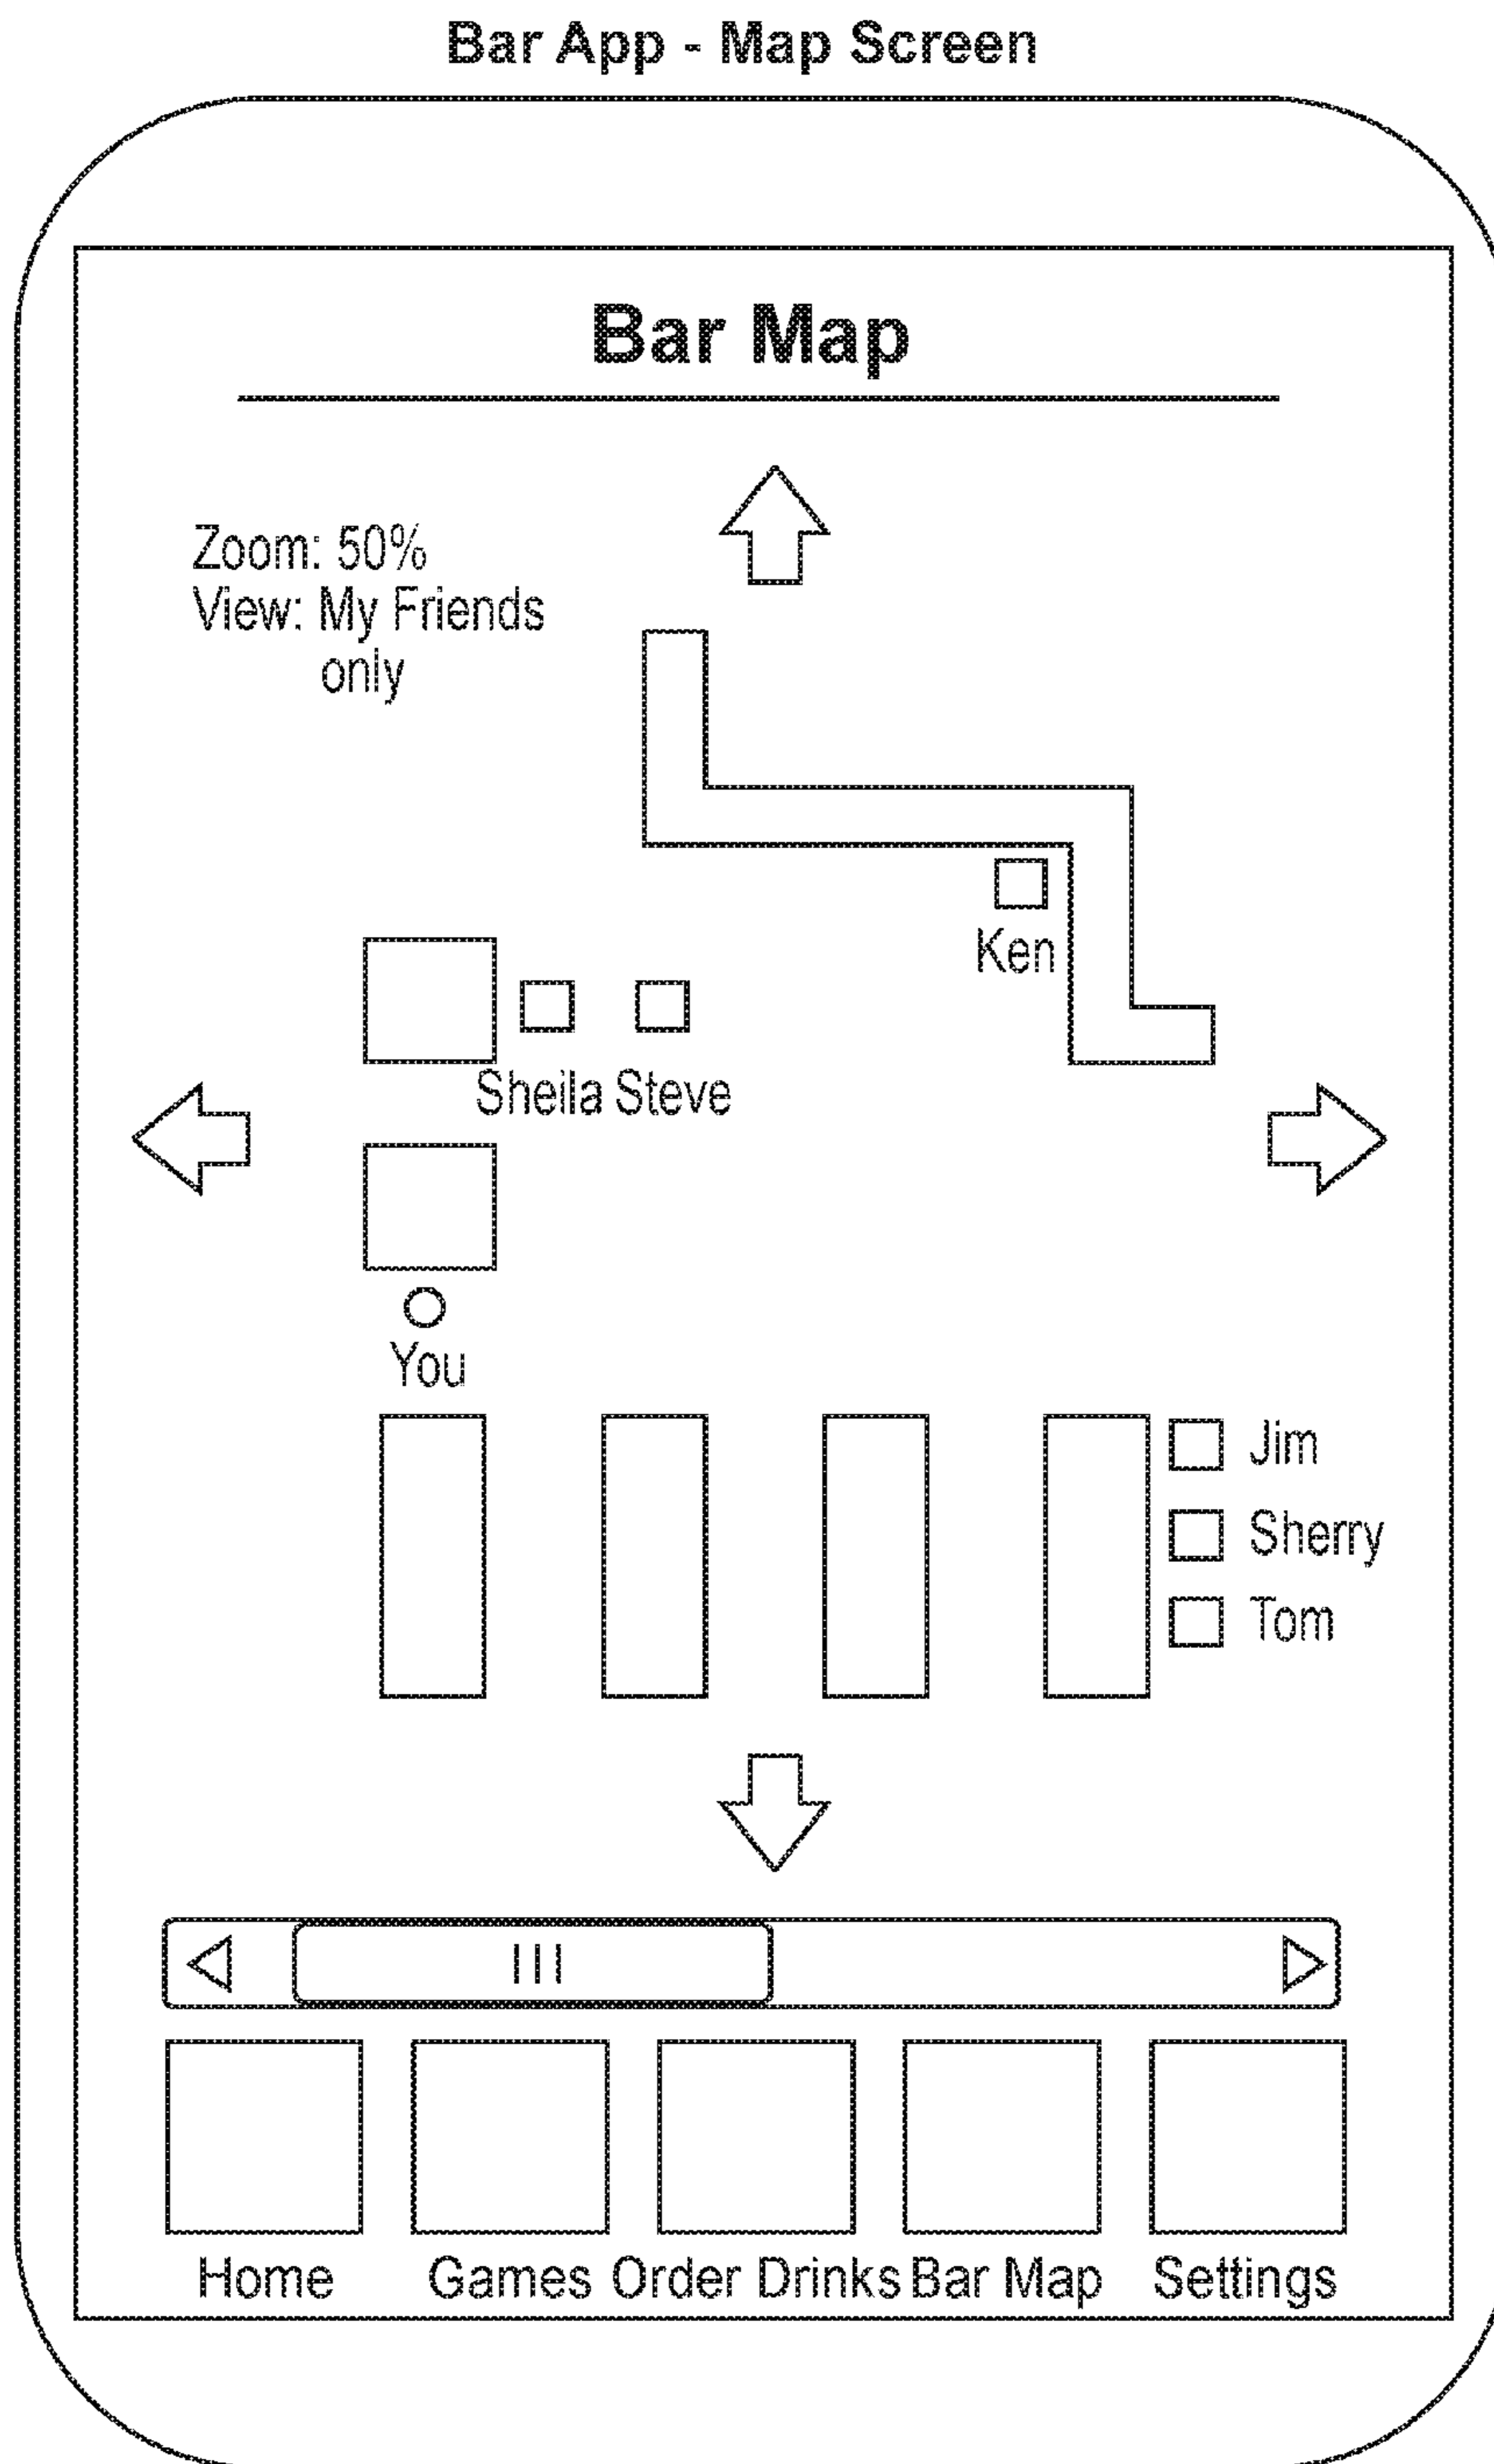 Bar App - Map Screen
Bar Map
Zoom: 50%
View: My Friends
only
Ken
Sheila Steve
You
Jim
Sherry
Tom
Home Games Order Drinks Bar Map Settings